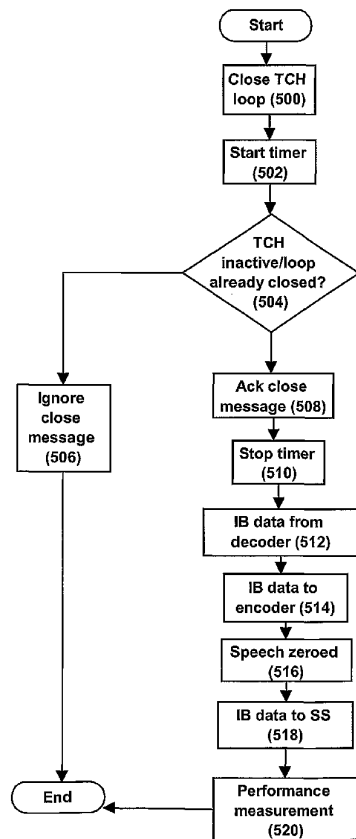 Start
Close TCH
loop (500)
Start timer
(502)
TCH
inactive/loop
already closed?
(504)
Ignore
close
message
(506)
Ack close
message (508)
Stop timer
(510)
IB data from
decoder (512)
IB data to
encoder (514)
Speech zeroed
(516)
IB data to SS
(518)
Performance
measurement
(520)
End